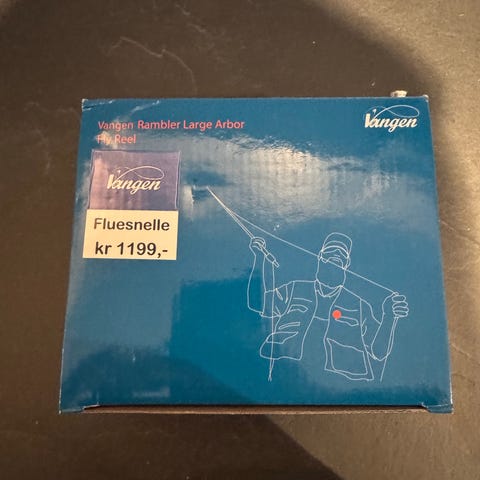 Vangen Rambler Large Arbor
Fly Reel
Vangen
Vangen
Fluesnelle
kr 1199,-